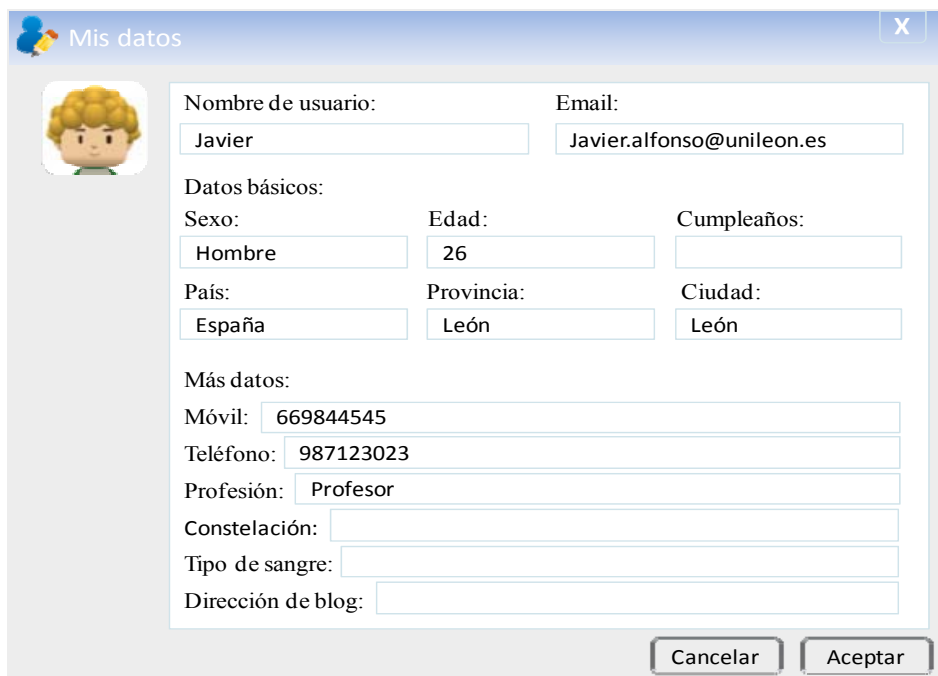 Mis datos X
Nombre de usuario: Email:
Javier Javier.alfonso@unileon.es
Datos básicos:
Sexo: Edad: Cumpleaños:
Hombre 26
País: Provincia: Ciudad:
España León León
Más datos:
Móvil: 669844545
Teléfono: 987123023
Profesión: Profesor
Constelación:
Tipo de sangre:
Dirección de blog:
Cancelar Aceptar